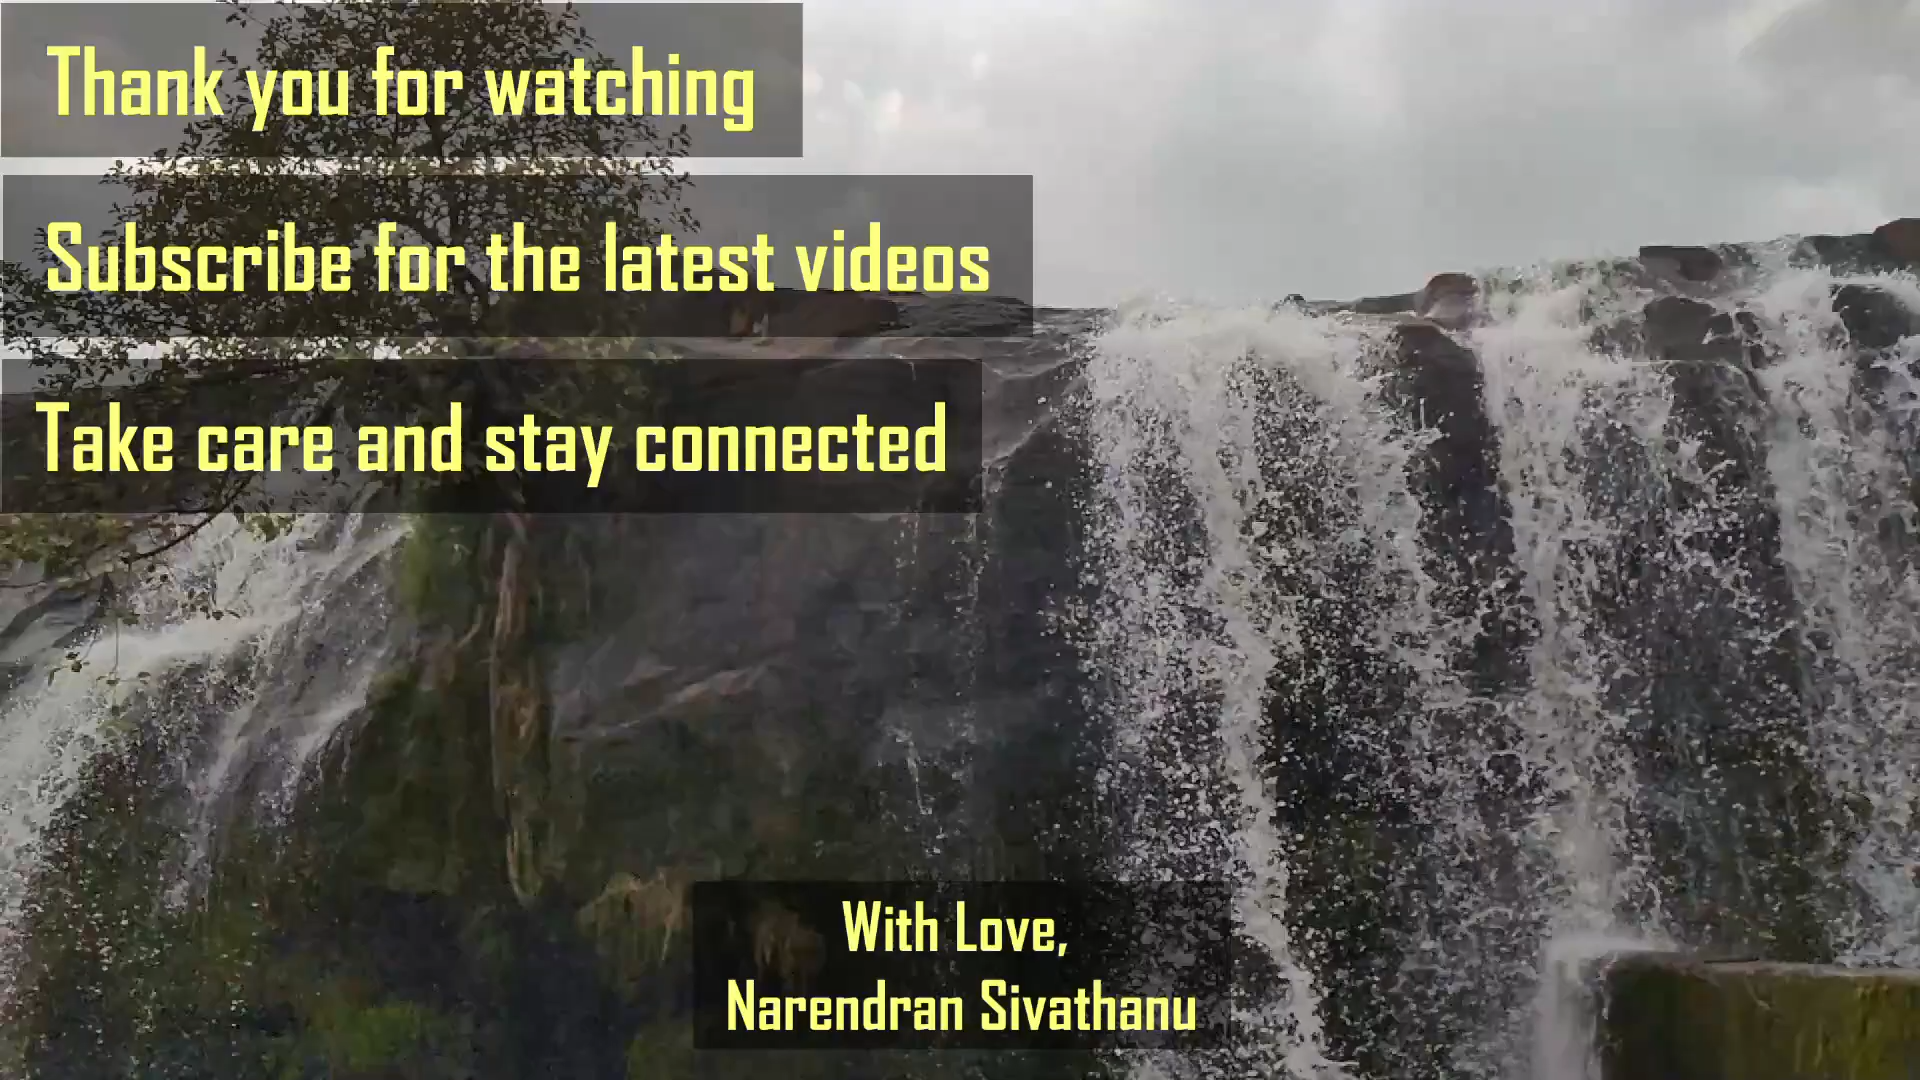 Thank you for watching
Subscribe for the latest videos
Take care and stay connected
With Love,
Narendran Sivathanu